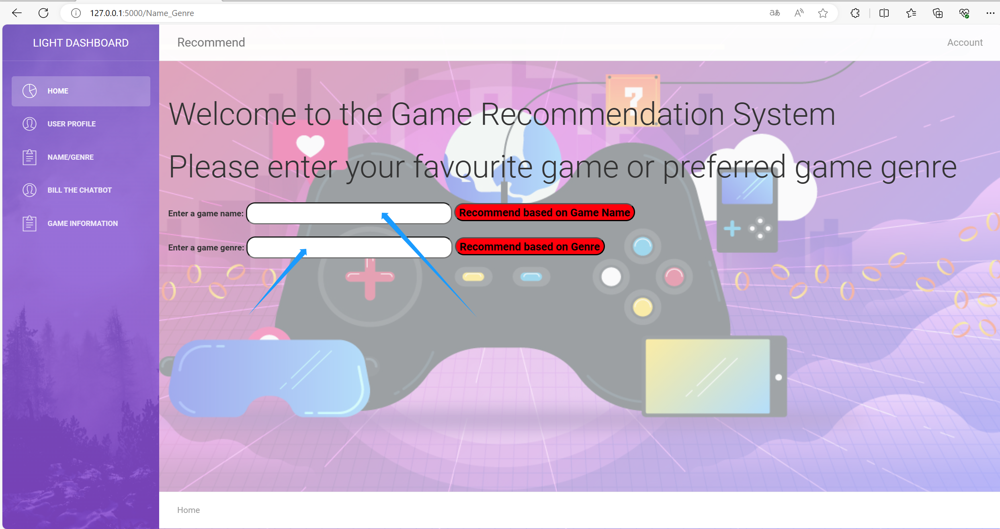 127.0.0.1:5000/Name_Genre
aあ
A
LIGHT DASHBOARD
Recommend
Account
HOME
USER PROFILE
NAME/GENRE
BILL THE CHATBOT
GAME INFORMATION
?
Welcome to the Game Recommendation System
Please enter your favourite game or preferred game genre
Enter a game name:
Recommend based on Game Name
Enter a game genre:
Recommend based on Genre
Home